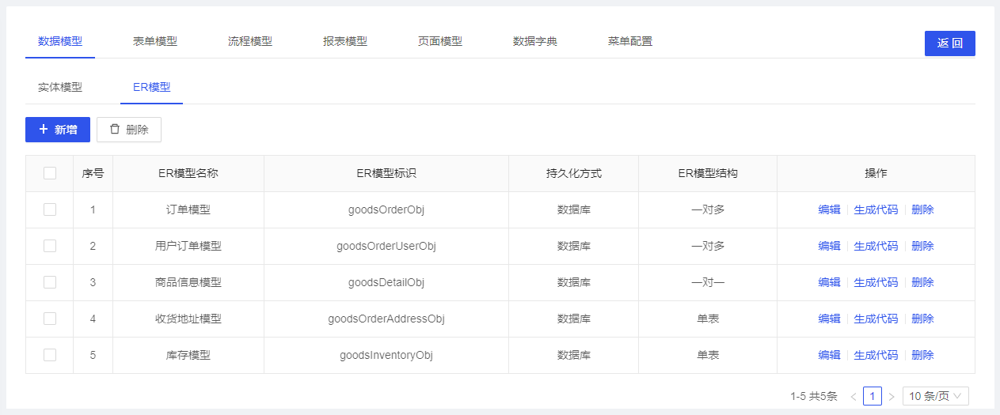 数据模型 表单模型 流程模型 报表模型 页面模型 数据字典 菜单配置 返回
实体模型 ER模型
新增 删除
序号 ER模型名称 ER模型标识 持久化方式 ER模型结构 操作
1 订单模型 goodsOrderObj 数据库 一对多 编辑 生成代码 删除
2 用户订单模型 goodsOrderUserObj 数据库 一对多 编辑 生成代码 删除
3 商品信息模型 goodsDetailObj 数据库 一对一 编辑 生成代码 删除
4 收货地址模型 goodsOrderAddressObj 数据库 单表 编辑 生成代码 删除
5 库存模型 goodsInventoryObj 数据库 单表 编辑 生成代码 删除
1-5 共5条 < 1 > 10 条/页